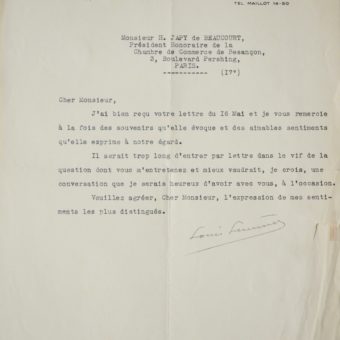 TEL. MAILLOT 14-50
Monsieur H. JAPY de BEAUCOURT,
Président Honoraire de la
Chambre de Commerce de Besançon,
3, Boulevard Pershing,
PARIS.
----------- (17°)
Cher Monsieur,
J'ai bien reçu votre lettre du 16 Mai et je vous remercie
à la fois des souvenirs qu'elle évoque et des aimables sentiments
qu'elle exprime à notre égard.
Il serait trop long d'entrer par lettre dans le vif de la
question dont vous m'entretenez et mieux vaudrait, je crois, une
conversation que je serais heureux d'avoir avec vous, à l'occasion.
Veuillez agréer, Cher Monsieur, l'expression de mes senti-
ments les plus distingués.
Louis